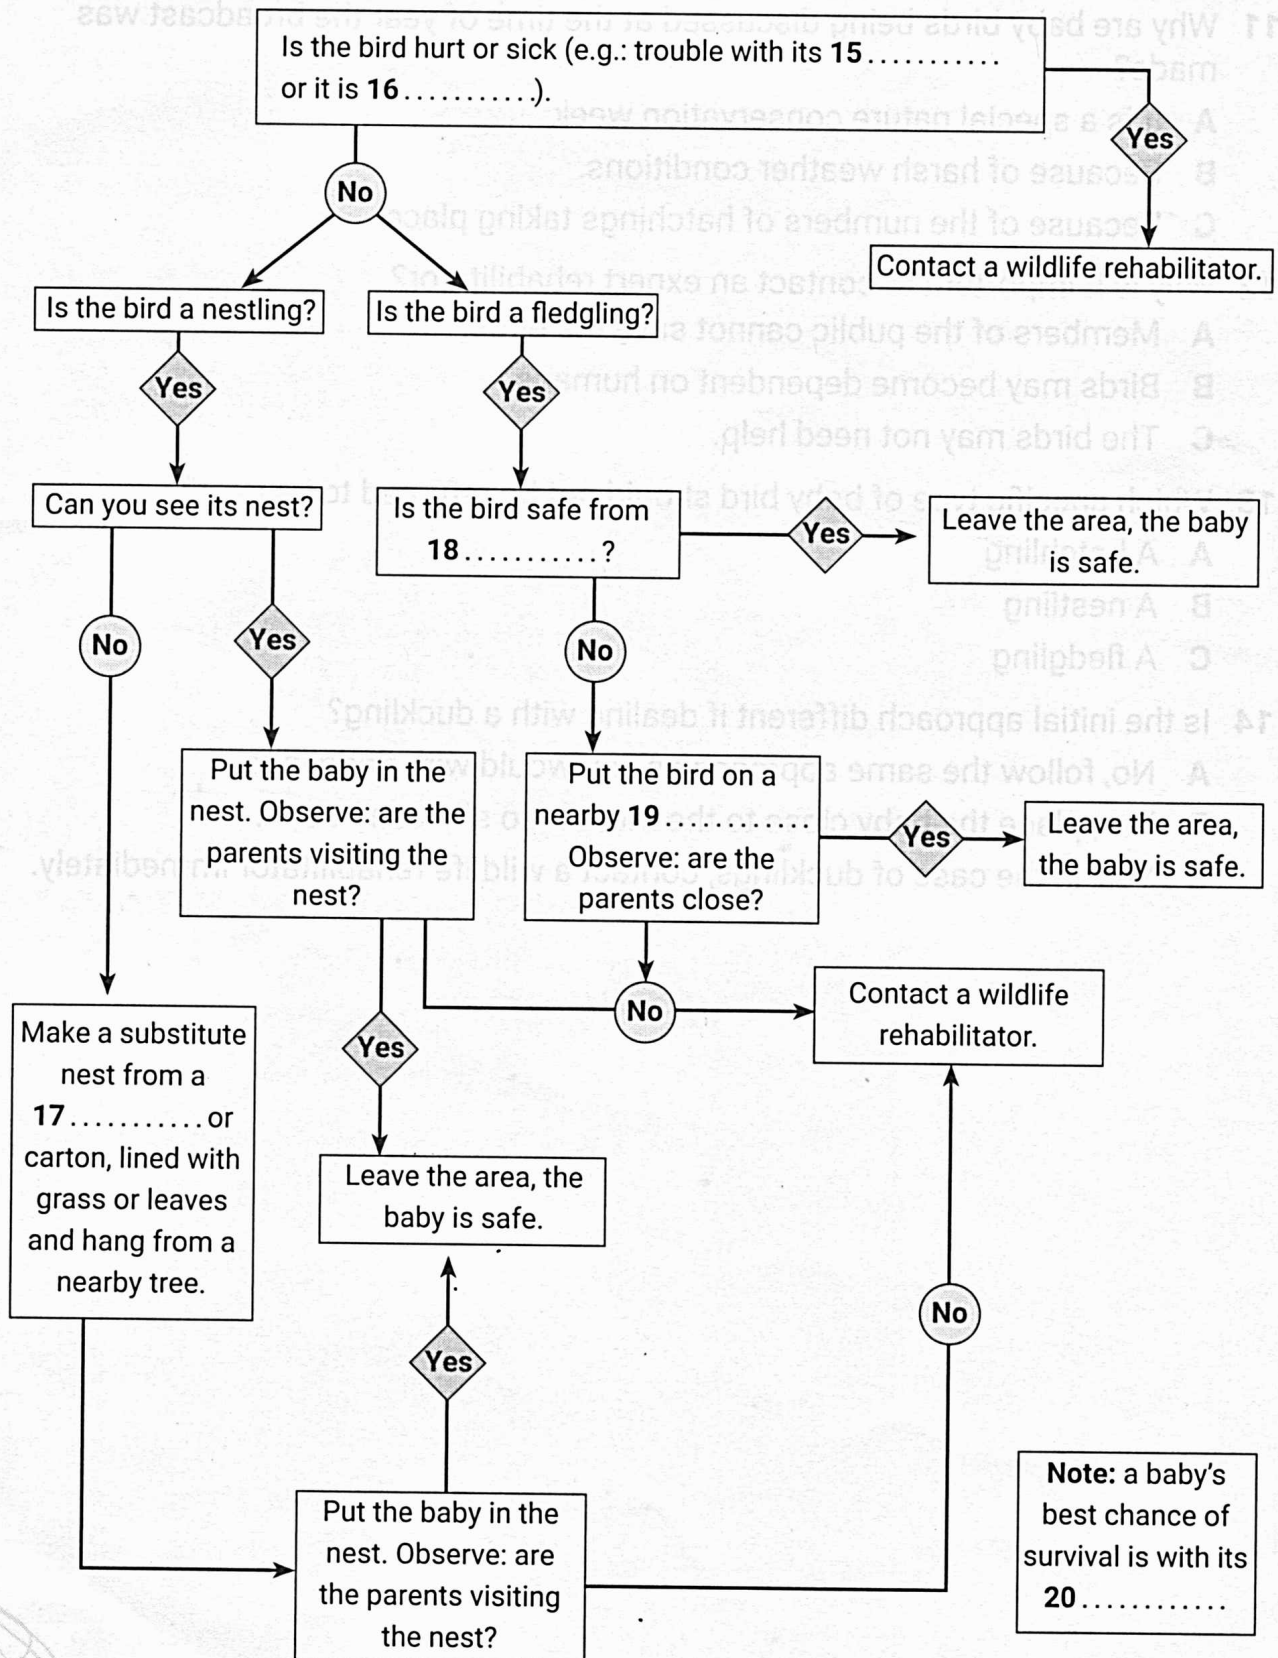 Is the bird hurt or sick (e.g.: trouble with its 15...........
or it is 16...........).
Yes
No
Contact a wildlife rehabilitator.
Is the bird a nestling?
Is the bird a fledgling?
Yes
Yes
Can you see its nest?
Is the bird safe from
18...........?
Yes
Leave the area, the baby
is safe.
No
Yes
No
Put the baby in the
nest. Observe: are the
parents visiting the
nest?
Put the bird on a
nearby 19............
Observe: are the
parents close?
Yes
Leave the area,
the baby is safe.
Make a substitute
nest from a
17...........or
carton, lined with
grass or leaves
and hang from a
nearby tree.
Yes
No
Contact a wildlife
rehabilitator.
Leave the area, the
baby is safe.
Yes
No
Put the baby in the
nest. Observe: are
the parents visiting
the nest?
Note: a baby's
best chance of
survival is with its
20............